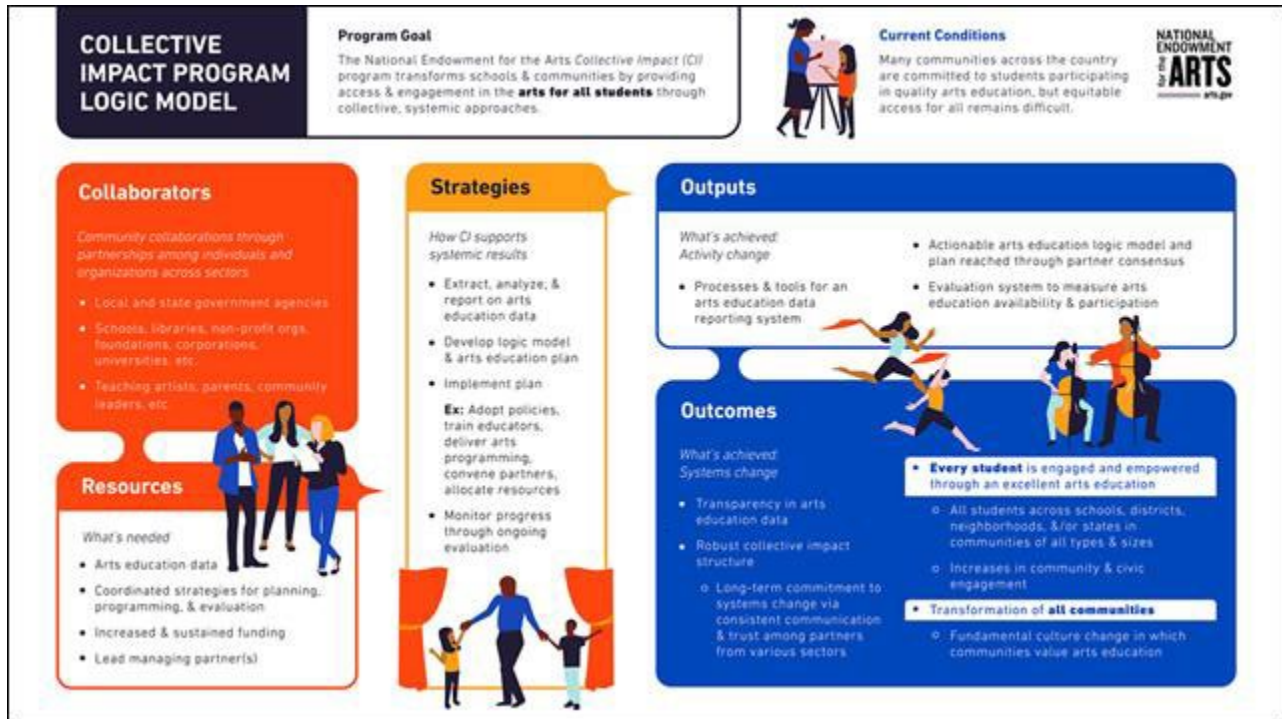 COLLECTIVE
IMPACT PROGRAM
LOGIC MODEL
Program Goal
The National Endowment for the Arts Collective Impact (CI)
program transforms schools & communities by providing
access & engagement in the arts for all students through
collective, systemic approaches.
Current Conditions
Many communities across the country
are committed to students participating
in quality arts education, but equitable
access for all remains difficult.
NATIONAL
ENDOWMENT
for the ARTS
arts.gov
Collaborators
Community collaborations through
partnerships among individuals and
organizations across sectors
• Local and state government agencies
• Schools, libraries, non-profit orgs,
foundations, corporations,
universities, etc.
• Teaching artists, parents, community
leaders, etc
Resources
What's needed
• Arts education data
• Coordinated strategies for planning,
programming, & evaluation
• Increased & sustained funding
• Lead managing partner(s)
Strategies
How CI supports
systemic results
• Extract, analyze, &
report on arts
education data
• Develop logic model
& arts education plan
• Implement plan
Ex: Adopt policies,
train educators,
deliver arts
programming,
convene partners,
allocate resources
• Monitor progress
through ongoing
evaluation
Outputs
What's achieved:
Activity change
• Processes & tools for an
arts education data
reporting system
• Actionable arts education logic model and
plan reached through partner consensus
• Evaluation system to measure arts
education availability & participation
Outcomes
What's achieved:
Systems change
• Transparency in arts
education data
• Robust collective impact
structure
o Long-term commitment to
systems change via
consistent communication
& trust among partners
from various sectors
• Every student is engaged and empowered
through an excellent arts education
o All students across schools, districts,
neighborhoods, &/or states in
communities of all types & sizes
o Increases in community & civic
engagement
• Transformation of all communities
o Fundamental culture change in which
communities value arts education